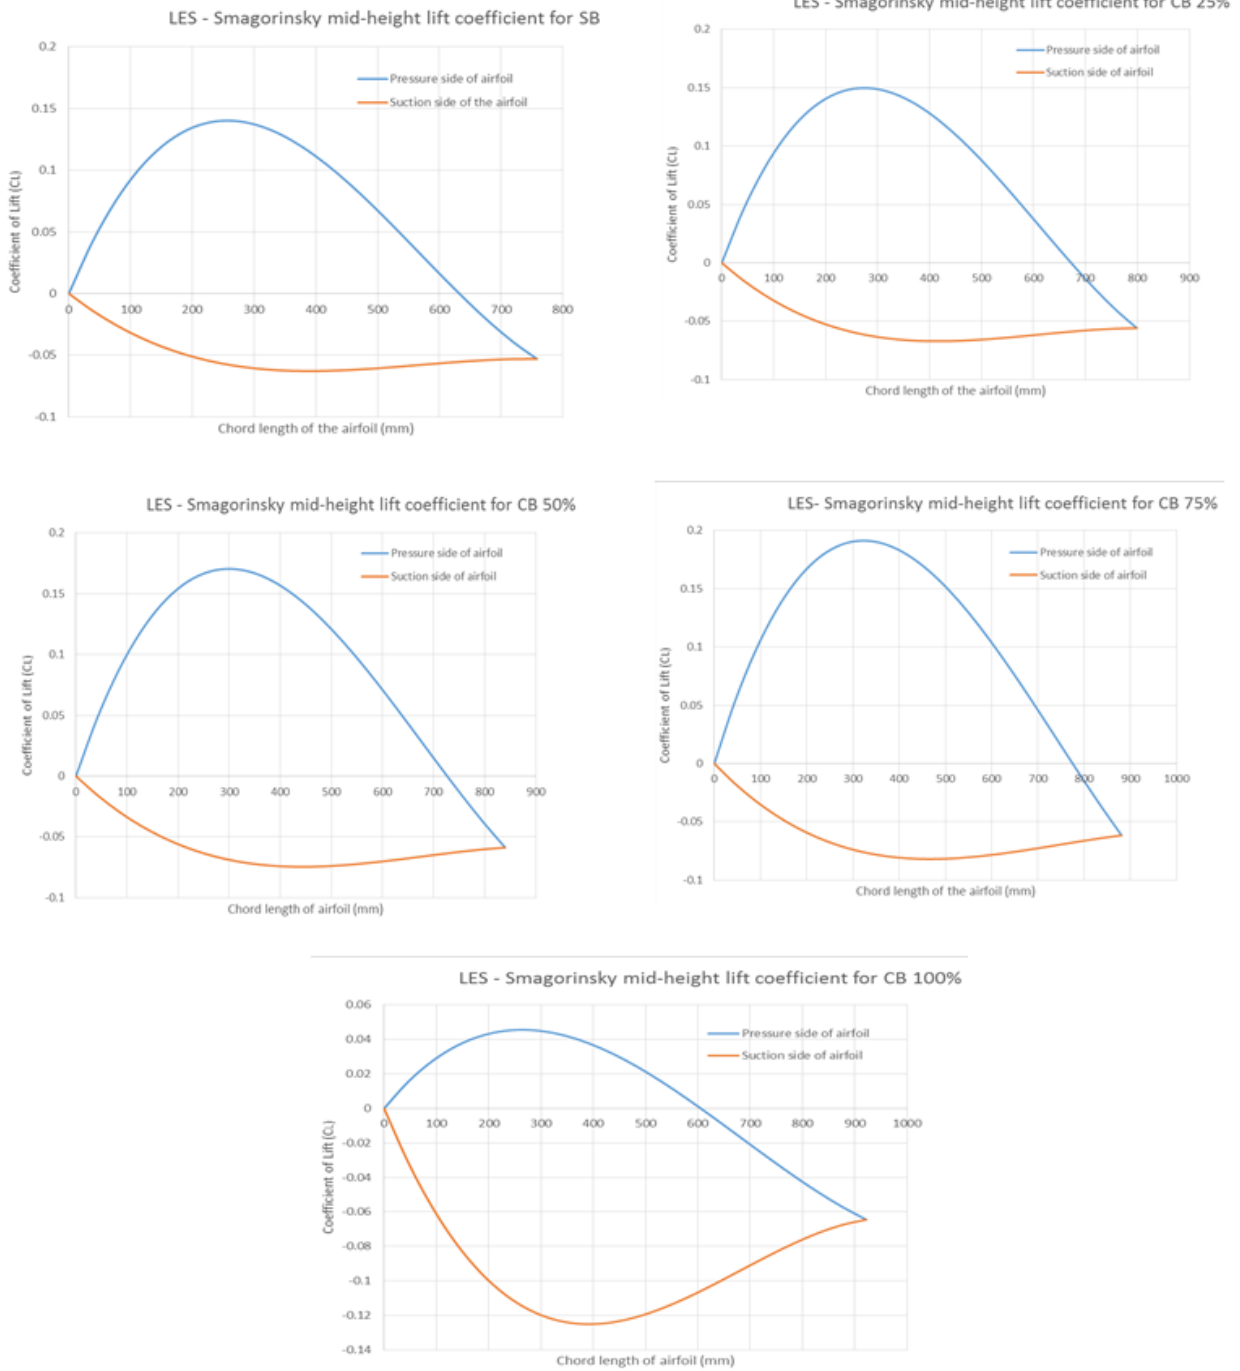 LES - Smagorinsky mid-height lift coefficient for SB
0.2
0.15
0.1
0.05
0
-0.05
-0.1
0 100 200 300 400 500 600 700 800
Coefficient of Lift (CL)
Chord length of the airfoil (mm)
Pressure side of airfoil
Suction side of the airfoil
LES - Smagorinsky mid-height lift coefficient for CB 25%
0.2
0.15
0.1
0.05
0
-0.05
-0.1
0 100 200 300 400 500 600 700 800 900
Coefficient of Lift (CL)
Chord length of the airfoil (mm)
Pressure side of airfoil
Suction side of airfoil
LES - Smagorinsky mid-height lift coefficient for CB 50%
0.2
0.15
0.1
0.05
0
-0.05
-0.1
0 100 200 300 400 500 600 700 800 900
Coefficient of Lift (CL)
Chord length of airfoil (mm)
Pressure side of airfoil
Suction side of airfoil
LES- Smagorinsky mid-height lift coefficient for CB 75%
0.2
0.15
0.1
0.05
0
-0.05
-0.1
0 100 200 300 400 500 600 700 800 900 1000
Coefficient of Lift (CL)
Chord length of the airfoil (mm)
Pressure side of airfoil
Suction side of airfoil
LES - Smagorinsky mid-height lift coefficient for CB 100%
0.06
0.04
0.02
0
-0.02
-0.04
-0.06
-0.08
-0.1
-0.12
-0.14
0 100 200 300 400 500 600 700 800 900 1000
Coefficient of Lift (CL)
Chord length of airfoil (mm)
Pressure side of airfoil
Suction side of airfoil